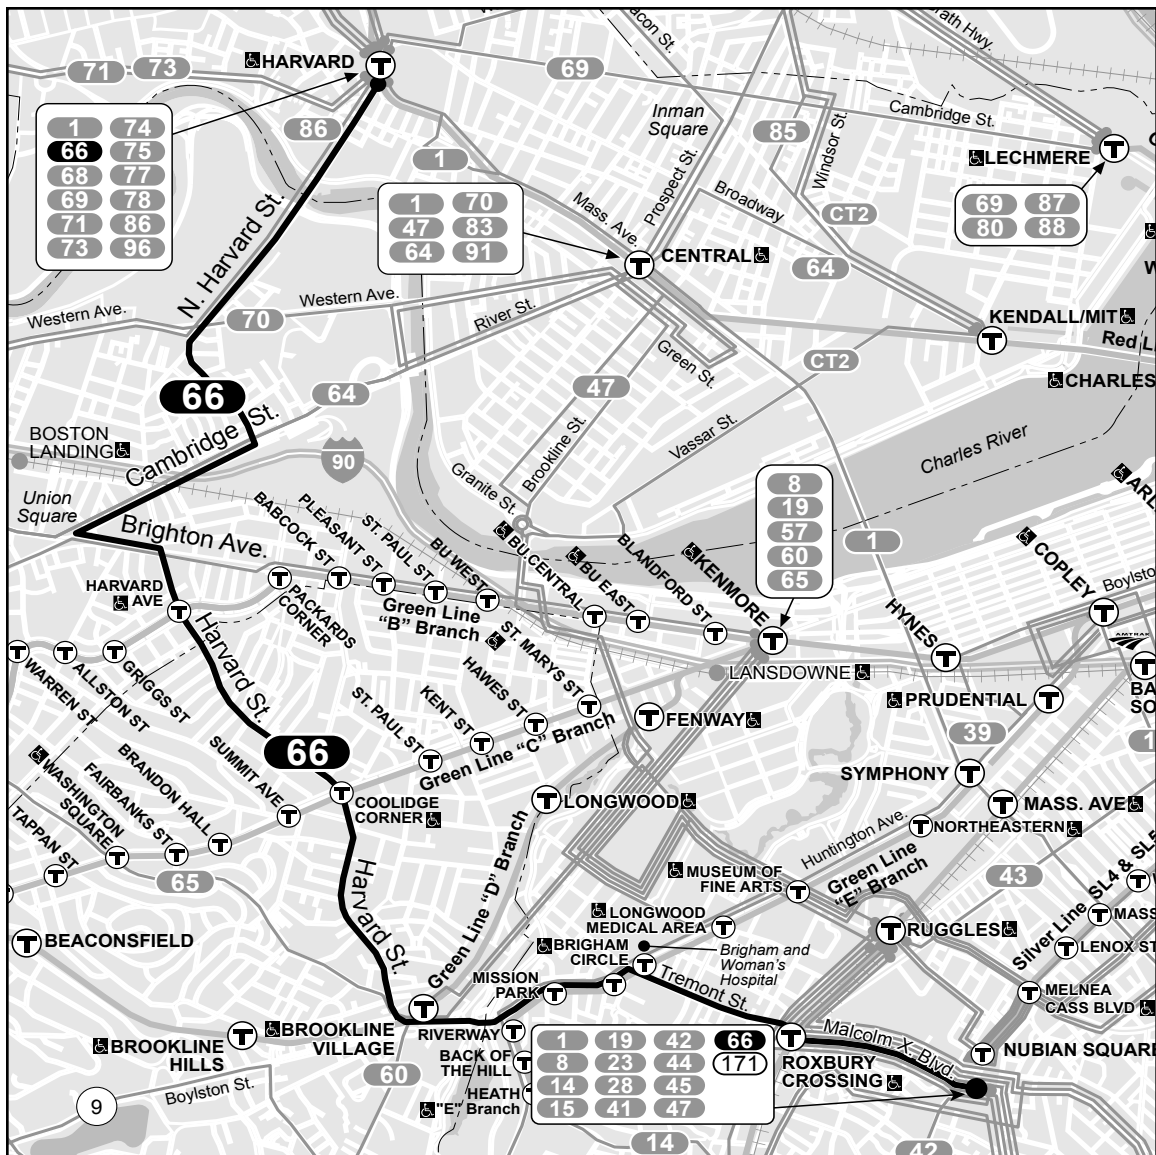 HARVARD
71
73
69
86
1
1 74
66 75
68 77
69 78
71 86
73 96
Inman
Square
85
Windsor St.
Cambridge St.
LECHMERE
69 87
80 88
Prospect St.
Broadway
CT2
64
Mass. Ave.
1 70
47 83
64 91
CENTRAL
KENDALL/MIT
CHARLES
N. Harvard St.
Western Ave.
70
Western Ave.
River St.
Green St.
CT2
47
66
64
Cambridge St.
BOSTON
LANDING
90
Brookline St.
Vassar St.
Granite St.
Charles River
Union
Square
Brighton Ave.
8
19
57
60
65
1
BABCOCK ST
PLEASANT ST
ST. PAUL ST
BU WEST
BU CENTRAL
BU EAST
BLANDFORD ST
KENMORE
HYNES
COPLEY
HARVARD
AVE
PACKARDS
CORNER
Green Line
"B" Branch
WARREN ST
ALLSTON ST
GRIGGS ST
Harvard St.
ST. MARYS ST
HAWES ST
KENT ST
ST. PAUL ST
Green Line "C" Branch
LANSDOWNE
AMTRAK
FENWAY
PRUDENTIAL
39
66
SUMMIT AVE
BRANDON HALL
FAIRBANKS ST
WASHINGTON
SQUARE
TAPPAN ST
COOLIDGE
CORNER
LONGWOOD
SYMPHONY
MASS. AVE
NORTHEASTERN
Huntington Ave.
Green Line
"E" Branch
43
Silver Line SL4 & SL5
65
Harvard St.
Green Line "D" Branch
MUSEUM OF
FINE ARTS
LONGWOOD
MEDICAL AREA
BRIGHAM
CIRCLE
Brigham and
Woman's
Hospital
RUGGLES
MASS
LENOX ST
MELNEA
CASS BLVD
BEACONSFIELD
MISSION
PARK
Tremont St.
Malcolm X. Blvd.
NUBIAN SQUARE
BROOKLINE
HILLS
BROOKLINE
VILLAGE
RIVERWAY
BACK OF
THE HILL
HEATH
"E" Branch
60
9
Boylston St.
1 19 42 66
8 23 44 171
14 28 45
15 41 47
ROXBURY
CROSSING
14
42